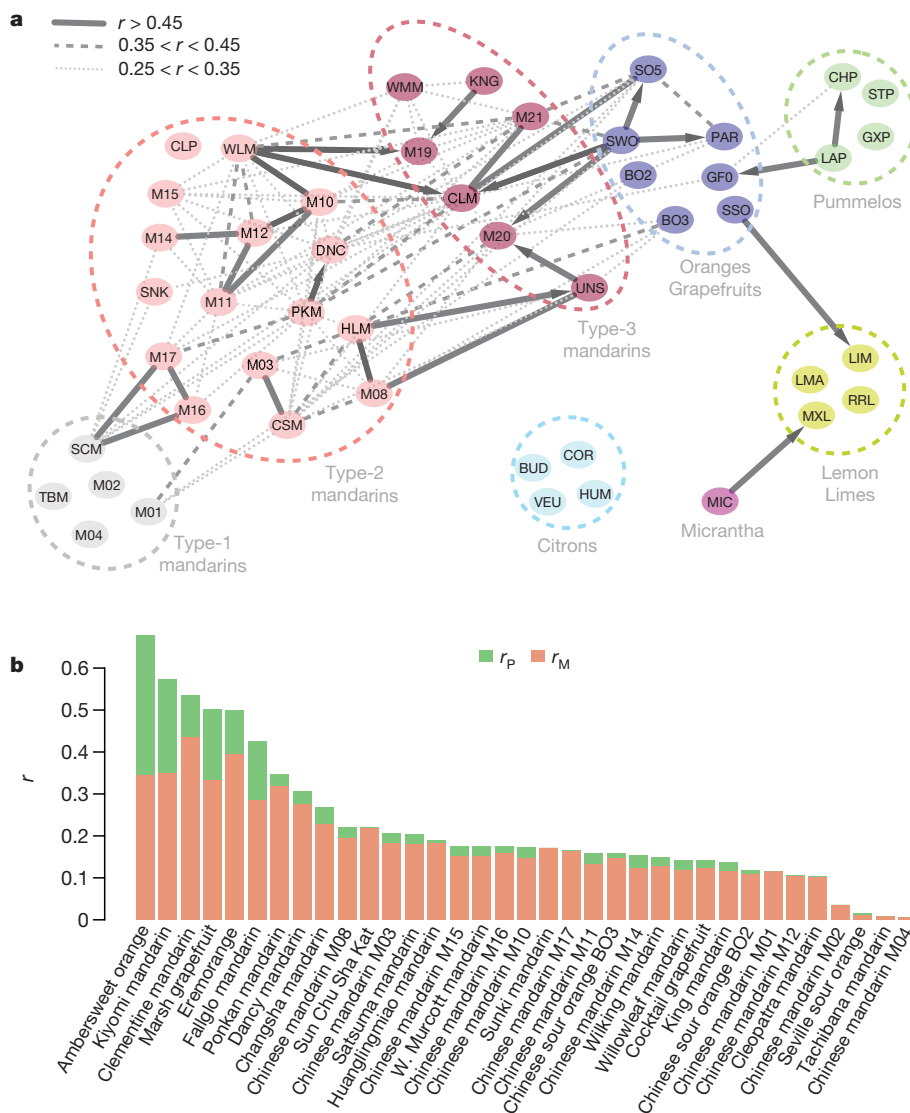 a
r > 0.45
0.35 < r < 0.45
0.25 < r < 0.35
WMM
KNG
SO5
CHP
STP
M21
GXP
CLP
WLM
M19
SWO
PAR
LAP
BO2
GF0
M15
M10
CLM
Pummelos
M14
M12
M20
BO3
SSO
DNC
Oranges
Grapefruits
SNK
M11
UNS
PKM
HLM
Type-3
mandarins
M17
M03
LIM
LMA
M08
RRL
M16
MXL
CSM
SCM
Type-2
mandarins
Lemon
Limes
M02
BUD
COR
TBM
M01
VEU
HUM
MIC
M04
Type-1
mandarins
Citrons
Micrantha
b
rP
rM
0.6
0.5
0.4
0.3
0.2
0.1
0
r
Ambersweet orange
Kiyomi mandarin
Clementine mandarin
Marsh grapefruit
Eremorange
Fallglo mandarin
Ponkan mandarin
Dancy mandarin
Changsha mandarin
Chinese mandarin M08
Sun Chu Sha Kat
Chinese mandarin M03
Satsuma mandarin
Huanglingmiao mandarin
Chinese mandarin M15
W. Murcott mandarin
Chinese mandarin M16
Chinese mandarin M10
Sunki mandarin
Chinese mandarin M17
Chinese mandarin M11
Chinese sour orange BO3
Chinese mandarin M14
Wilking mandarin
Willowleaf mandarin
Cocktail grapefruit
King mandarin
Chinese sour orange BO2
Chinese mandarin M01
Chinese mandarin M12
Cleopatra mandarin
Chinese mandarin M02
Seville sour orange
Tachibana mandarin
Chinese mandarin M04